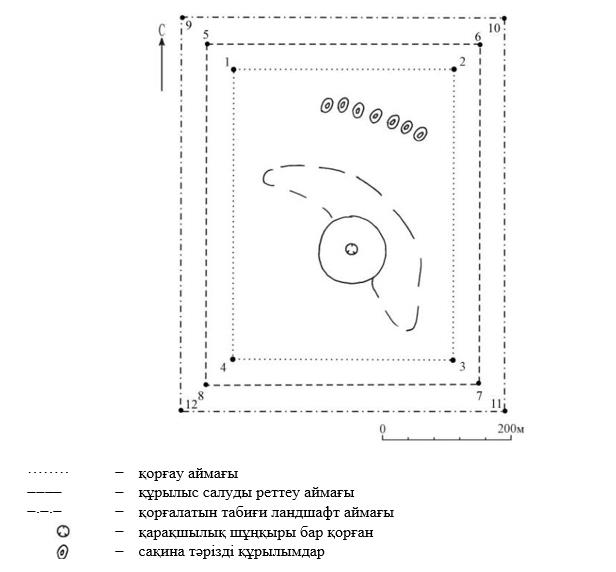 9
10
5
6
С
1
2
4
3
8
7
12
11
0
200м
........ – қорғау аймағы
−−−− – құрылыс салуды реттеу аймағы
−·−·− – қорғалатын табиғи ландшафт аймағы
– қарақшылық шұңқыры бар қорған
– сақина тәрізді құрылымдар